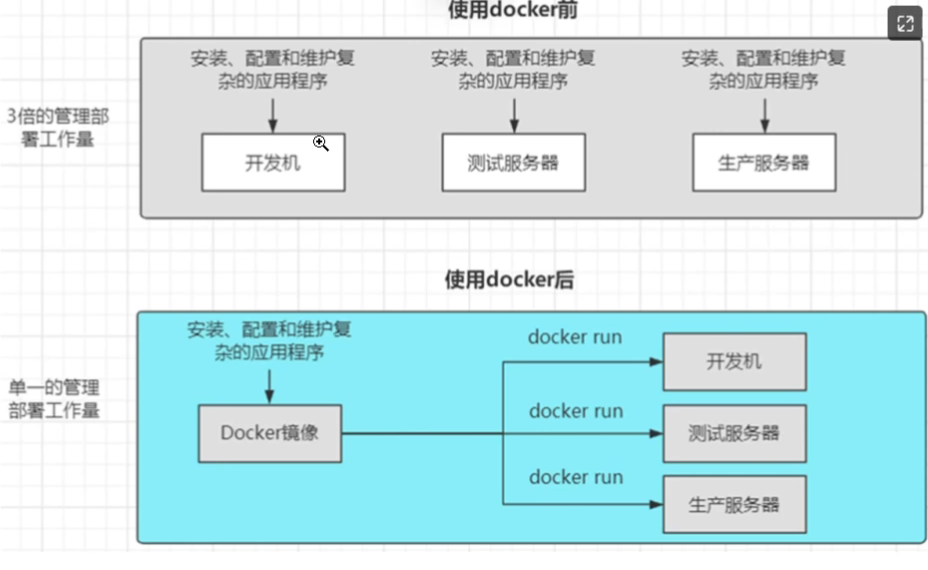 使用docker前
安装、配置和维护复
杂的应用程序
安装、配置和维护复
杂的应用程序
安装、配置和维护复
杂的应用程序
3倍的管理部
署工作量
开发机
测试服务器
生产服务器
使用docker后
安装、配置和维护复
杂的应用程序
单一的管理
部署工作量
Docker镜像
docker run
开发机
docker run
测试服务器
docker run
生产服务器